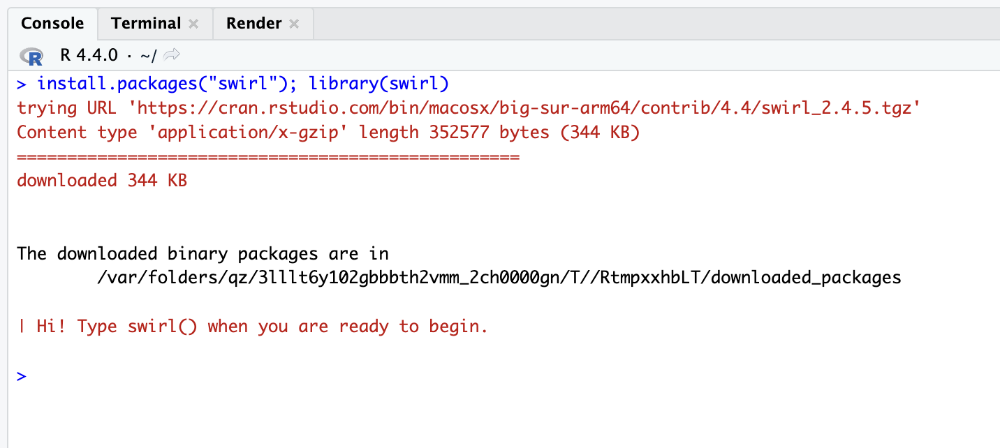 Console Terminal Render
R R 4.4.0 · ~/
> install.packages("swirl"); library(swirl)
trying URL 'https://cran.rstudio.com/bin/macosx/big-sur-arm64/contrib/4.4/swirl_2.4.5.tgz'
Content type 'application/x-gzip' length 352577 bytes (344 KB)
==================================================
downloaded 344 KB
The downloaded binary packages are in
/var/folders/qz/3lllt6y102gbbbth2vmm_2ch0000gn/T//RtmpxxhbLT/downloaded_packages
| Hi! Type swirl() when you are ready to begin.
>